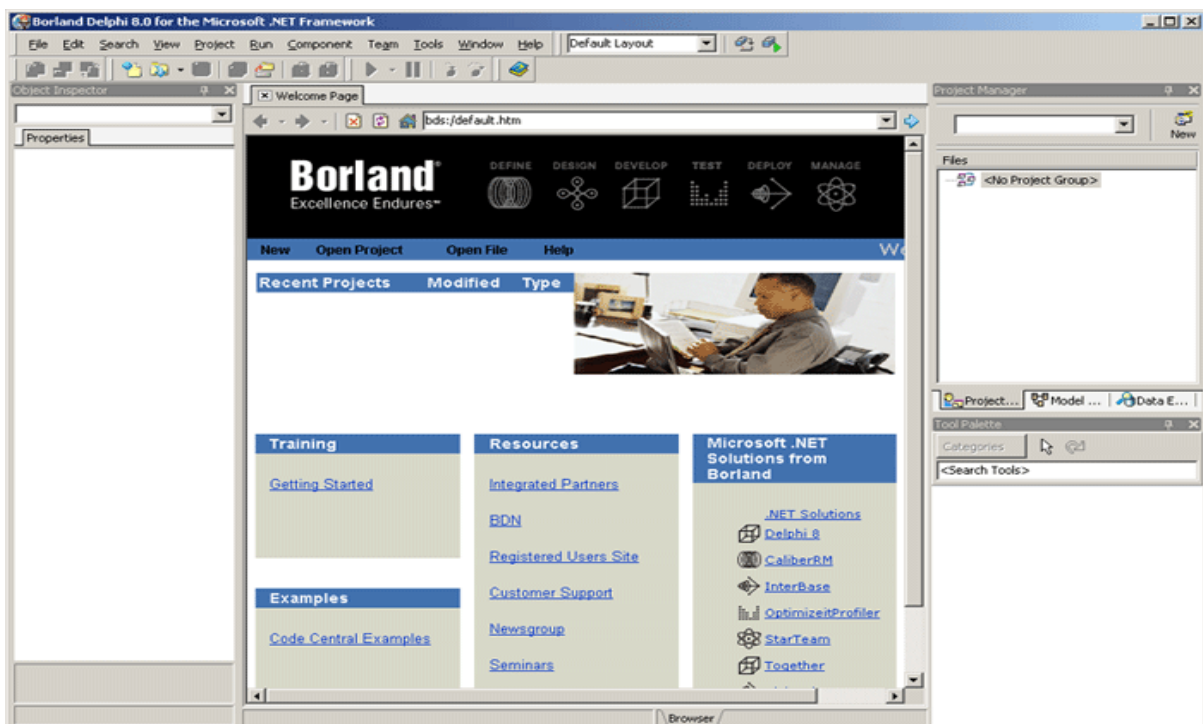 Borland Delphi 8.0 for the Microsoft .NET Framework
File Edit Search View Project Run Component Team Tools Window Help Default Layout
Object Inspector
Properties
Welcome Page
bds:/default.htm
Borland®
Excellence Endures™
DEFINE DESIGN DEVELOP TEST DEPLOY MANAGE
New Open Project Open File Help
Recent Projects Modified Type
Training
Getting Started
Examples
Code Central Examples
Resources
Integrated Partners
BDN
Registered Users Site
Customer Support
Newsgroup
Seminars
Microsoft .NET
Solutions from
Borland
.NET Solutions
Delphi 8
CaliberRM
InterBase
OptimizeitProfiler
StarTeam
Together
Browser
Project Manager
New
Files
<No Project Group>
Project... Model ... Data E...
Tool Palette
Categories
<Search Tools>